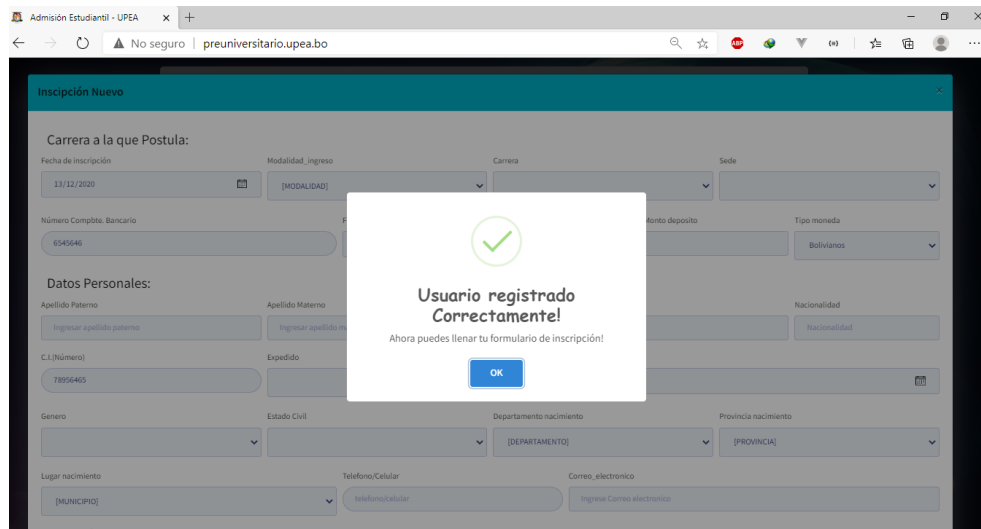 Admisión Estudiantil - UPEA
No seguro | preuniversitario.upea.bo
ABP
Inscipción Nuevo
Carrera a la que Postula:
Fecha de inscripción Modalidad_ingreso Carrera Sede
13/12/2020 [MODALIDAD]
Número Compbte. Bancario Monto deposito Tipo moneda
6545646 Bolivianos
Usuario registrado
Correctamente!
Ahora puedes llenar tu formulario de inscripción!
OK
Datos Personales:
Apellido Paterno Apellido Materno Nacionalidad
Ingresar apellido paterno Ingresar apellido Nacionalidad
C.I.(Número) Expedido
78956465
Genero Estado Civil Departamento nacimiento Provincia nacimiento
[DEPARTAMENTO] [PROVINCIA]
Lugar nacimiento Telefono/Celular Correo_electronico
[MUNICIPIO] telefono/celular Ingrese Correo electronico